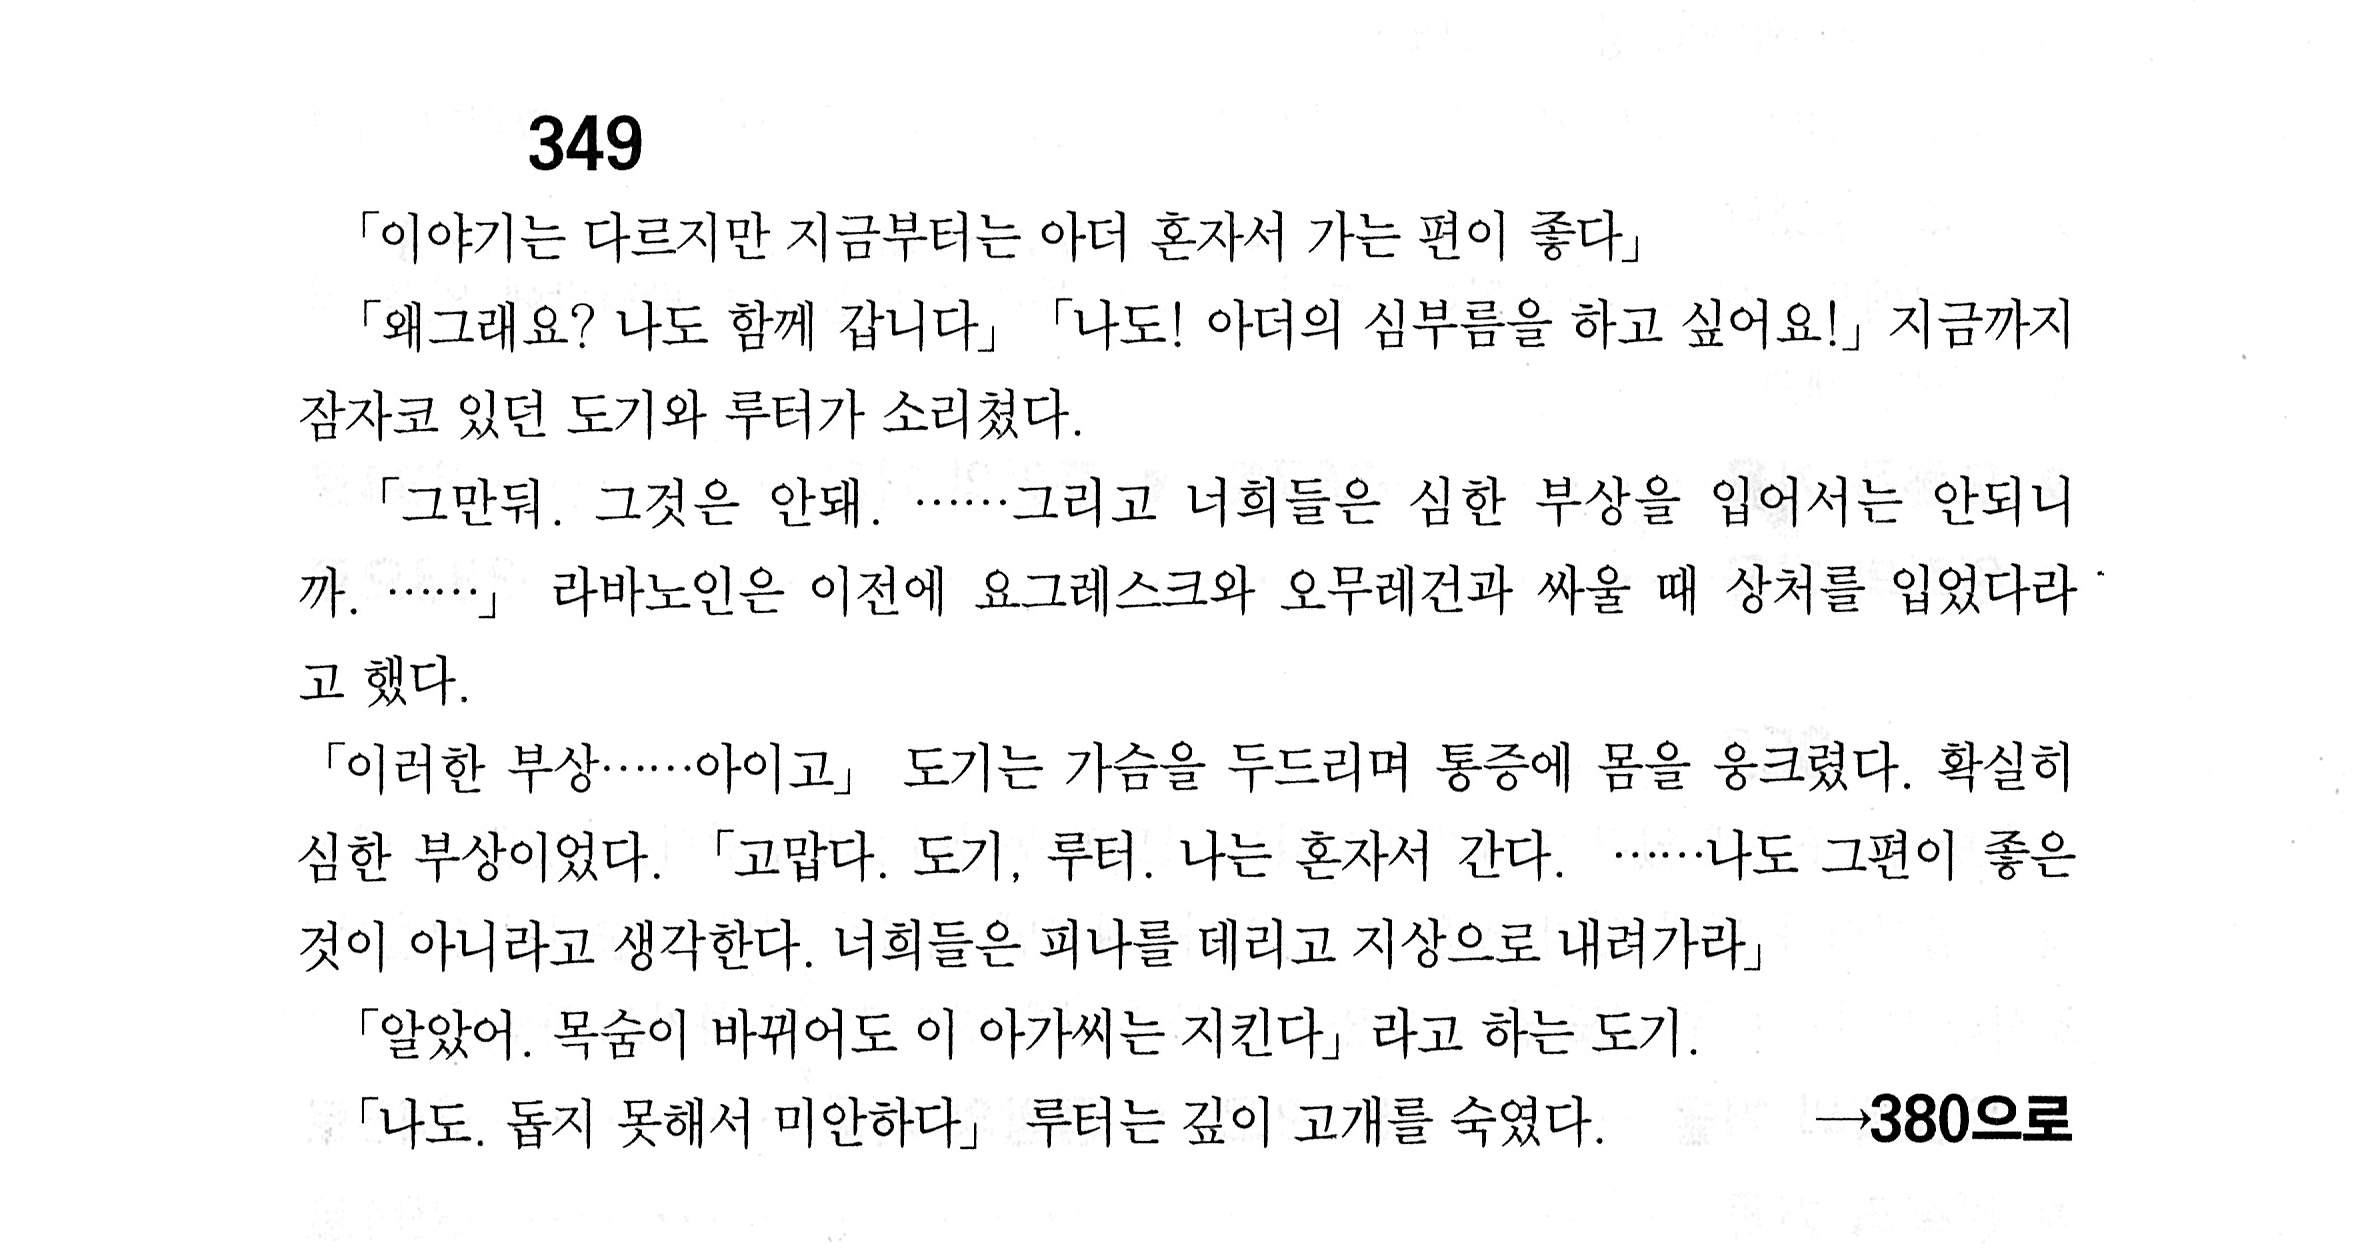 349
「이야기는 다르지만 지금부터는 아더 혼자서 가는 편이 좋다」
「왜그래요? 나도 함께 갑니다」 「나도! 아더의 심부름을 하고 싶어요!」 지금까지
잠자코 있던 도기와 루터가 소리쳤다.
「그만둬. 그것은 안돼. ……그리고 너희들은 심한 부상을 입어서는 안되니
까. ……」 라바노인은 이전에 요그레스크와 오무레건과 싸울 때 상처를 입었다라
고 했다.
「이러한 부상……아이고」 도기는 가슴을 두드리며 통증에 몸을 웅크렸다. 확실히
심한 부상이었다. 「고맙다. 도기, 루터. 나는 혼자서 간다. ……나도 그편이 좋은
것이 아니라고 생각한다. 너희들은 피나를 데리고 지상으로 내려가라」
「알았어. 목숨이 바뀌어도 이 아가씨는 지킨다」 라고 하는 도기.
「나도. 돕지 못해서 미안하다」 루터는 깊이 고개를 숙였다. →380으로